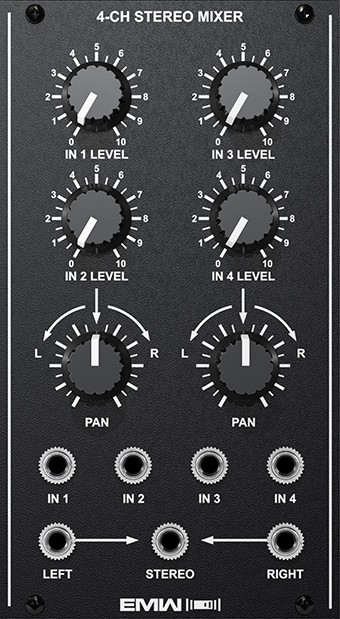 4-CH STEREO MIXER
0 1 2 3 4 5 6 7 8 9 10
IN 1 LEVEL
0 1 2 3 4 5 6 7 8 9 10
IN 3 LEVEL
0 1 2 3 4 5 6 7 8 9 10
IN 2 LEVEL
0 1 2 3 4 5 6 7 8 9 10
IN 4 LEVEL
L R
PAN
L R
PAN
IN 1 IN 2 IN 3 IN 4
LEFT STEREO RIGHT
EMW